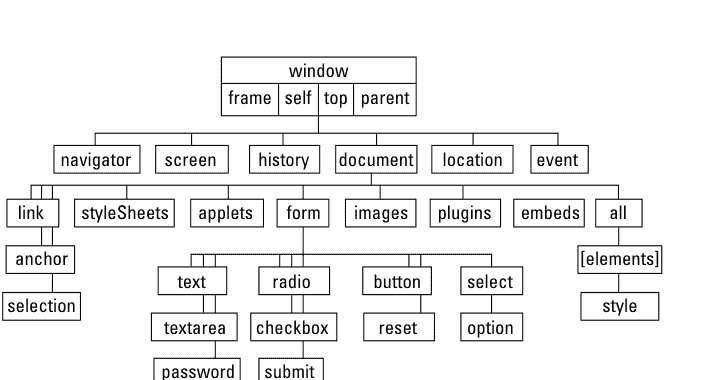 window
frame self top parent
navigator screen history document location event
link styleSheets applets form images plugins embeds all
anchor [elements]
text radio button select
selection style
textarea checkbox reset option
password submit